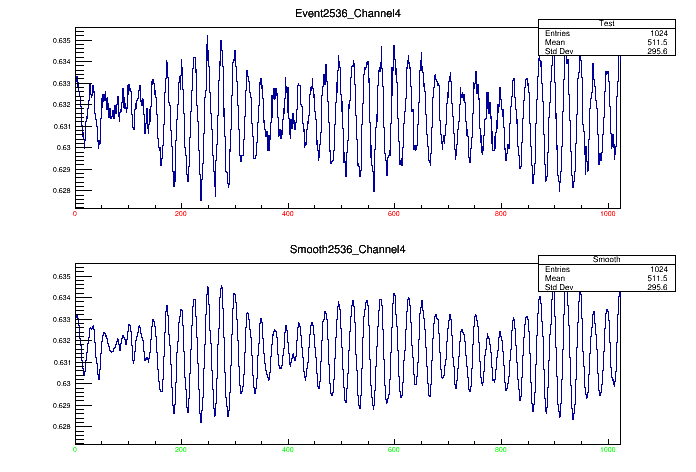 Event2536_Channel4
Test
Entries 1024
Mean 511.5
Std Dev 295.6
0.635
0.634
0.633
0.632
0.631
0.63
0.629
0.628
0 200 400 600 800 1000
Smooth2536_Channel4
Smooth
Entries 1024
Mean 511.5
Std Dev 295.6
0.635
0.634
0.633
0.632
0.631
0.63
0.629
0.628
0 200 400 600 800 1000